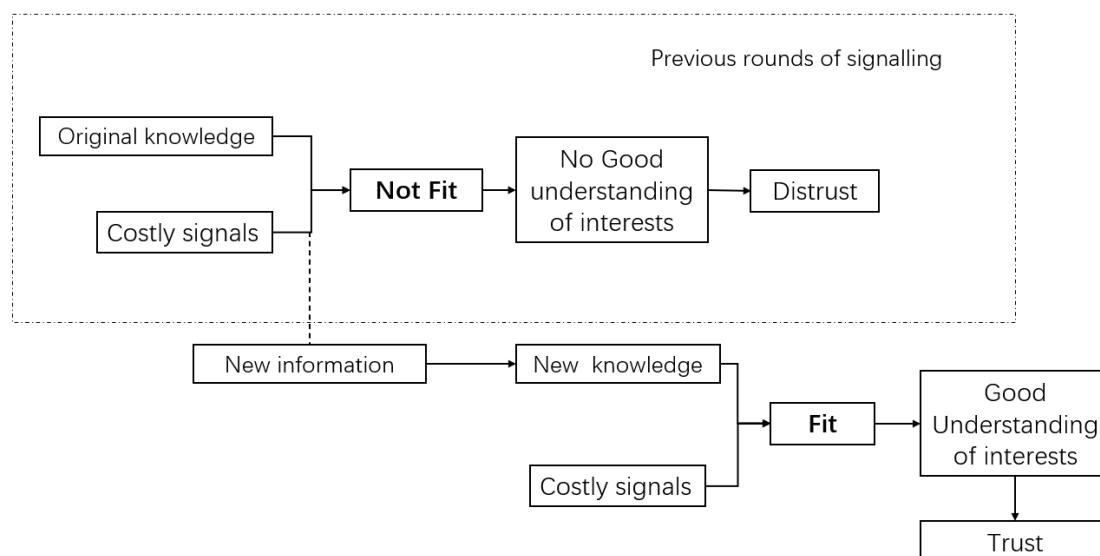 Previous rounds of signalling
Original knowledge
Costly signals
Not Fit
No Good
understanding
of interests
Distrust
New information
New knowledge
Costly signals
Fit
Good
Understanding
of interests
Trust